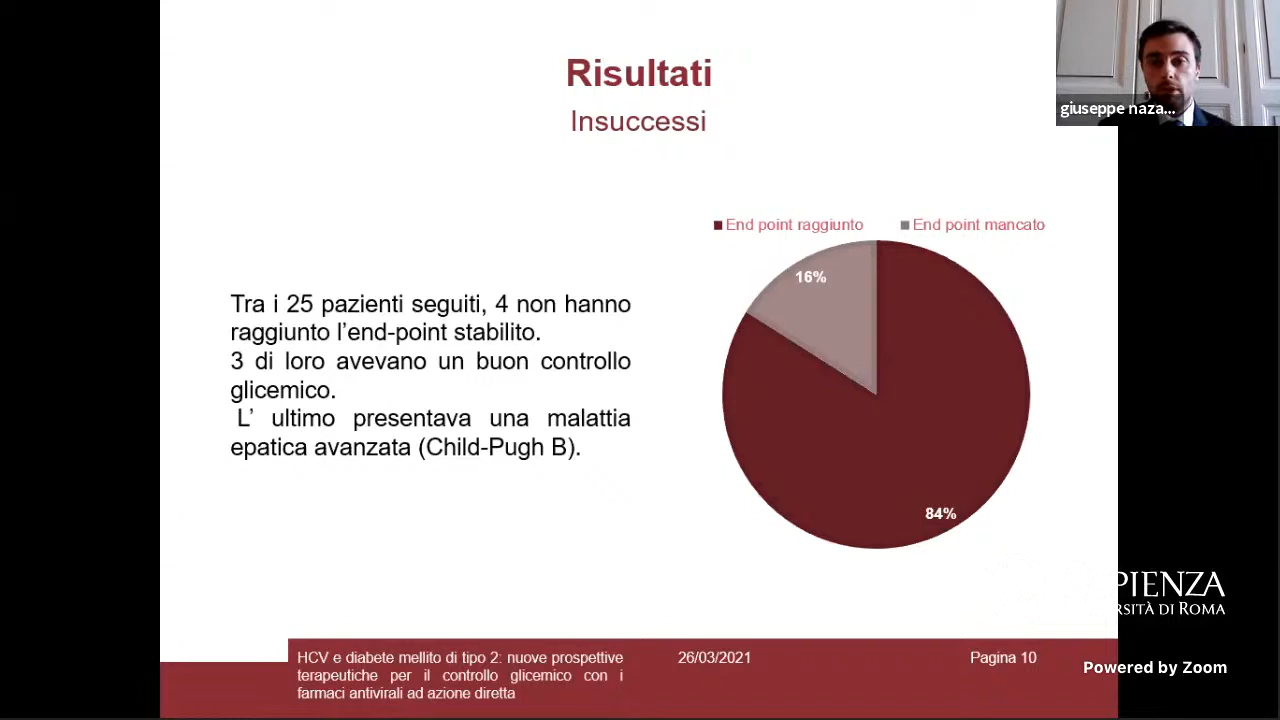 Risultati
Insuccessi
giuseppe naza...
End point raggiunto
End point mancato
16%
84%
Tra i 25 pazienti seguiti, 4 non hanno
raggiunto l'end-point stabilito.
3 di loro avevano un buon controllo
glicemico.
L' ultimo presentava una malattia
epatica avanzata (Child-Pugh B).
PIENZA
RSITÀ DI ROMA
HCV e diabete mellito di tipo 2: nuove prospettive
terapeutiche per il controllo glicemico con i
farmaci antivirali ad azione diretta
26/03/2021
Pagina 10
Powered by Zoom